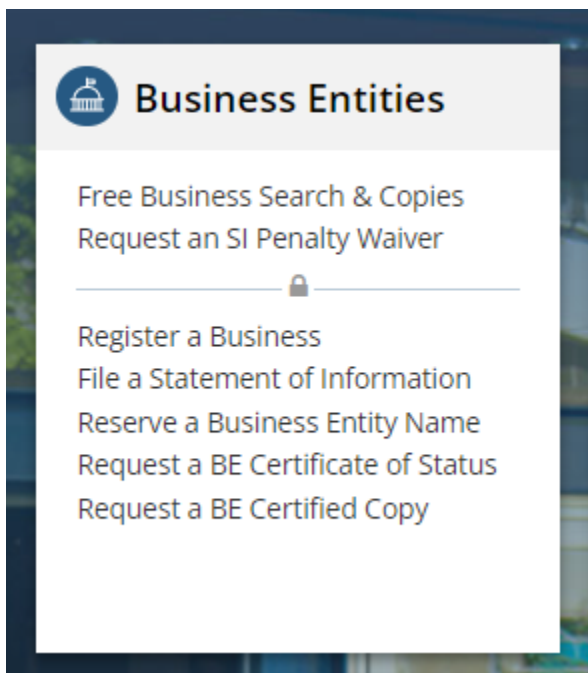 Business Entities
Free Business Search & Copies
Request an SI Penalty Waiver
Register a Business
File a Statement of Information
Reserve a Business Entity Name
Request a BE Certificate of Status
Request a BE Certified Copy